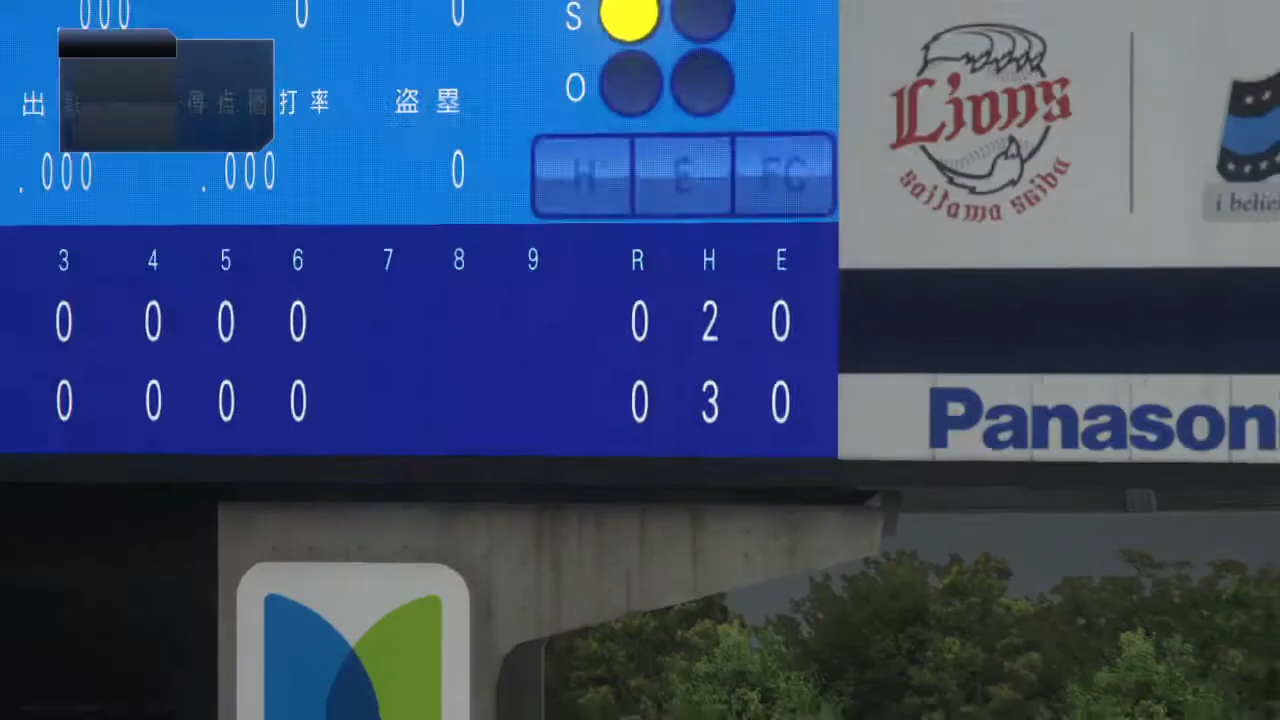 000 0 0 S
出 得点圏打率 盗塁 O
.000 .000 0
H E FC
3 4 5 6 7 8 9 R H E
0 0 0 0 0 2 0
0 0 0 0 0 3 0
Lions
saitama seibu
i belie
Panasoni